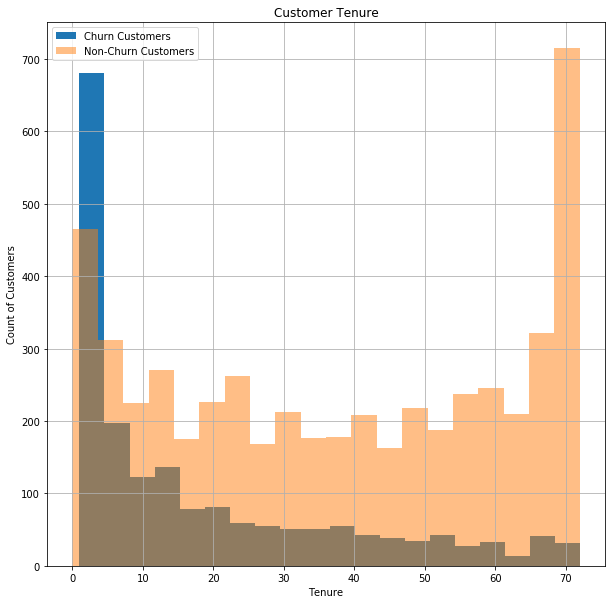 Customer Tenure
Churn Customers
Non-Churn Customers
Count of Customers
700
600
500
400
300
200
100
0
0 10 20 30 40 50 60 70
Tenure